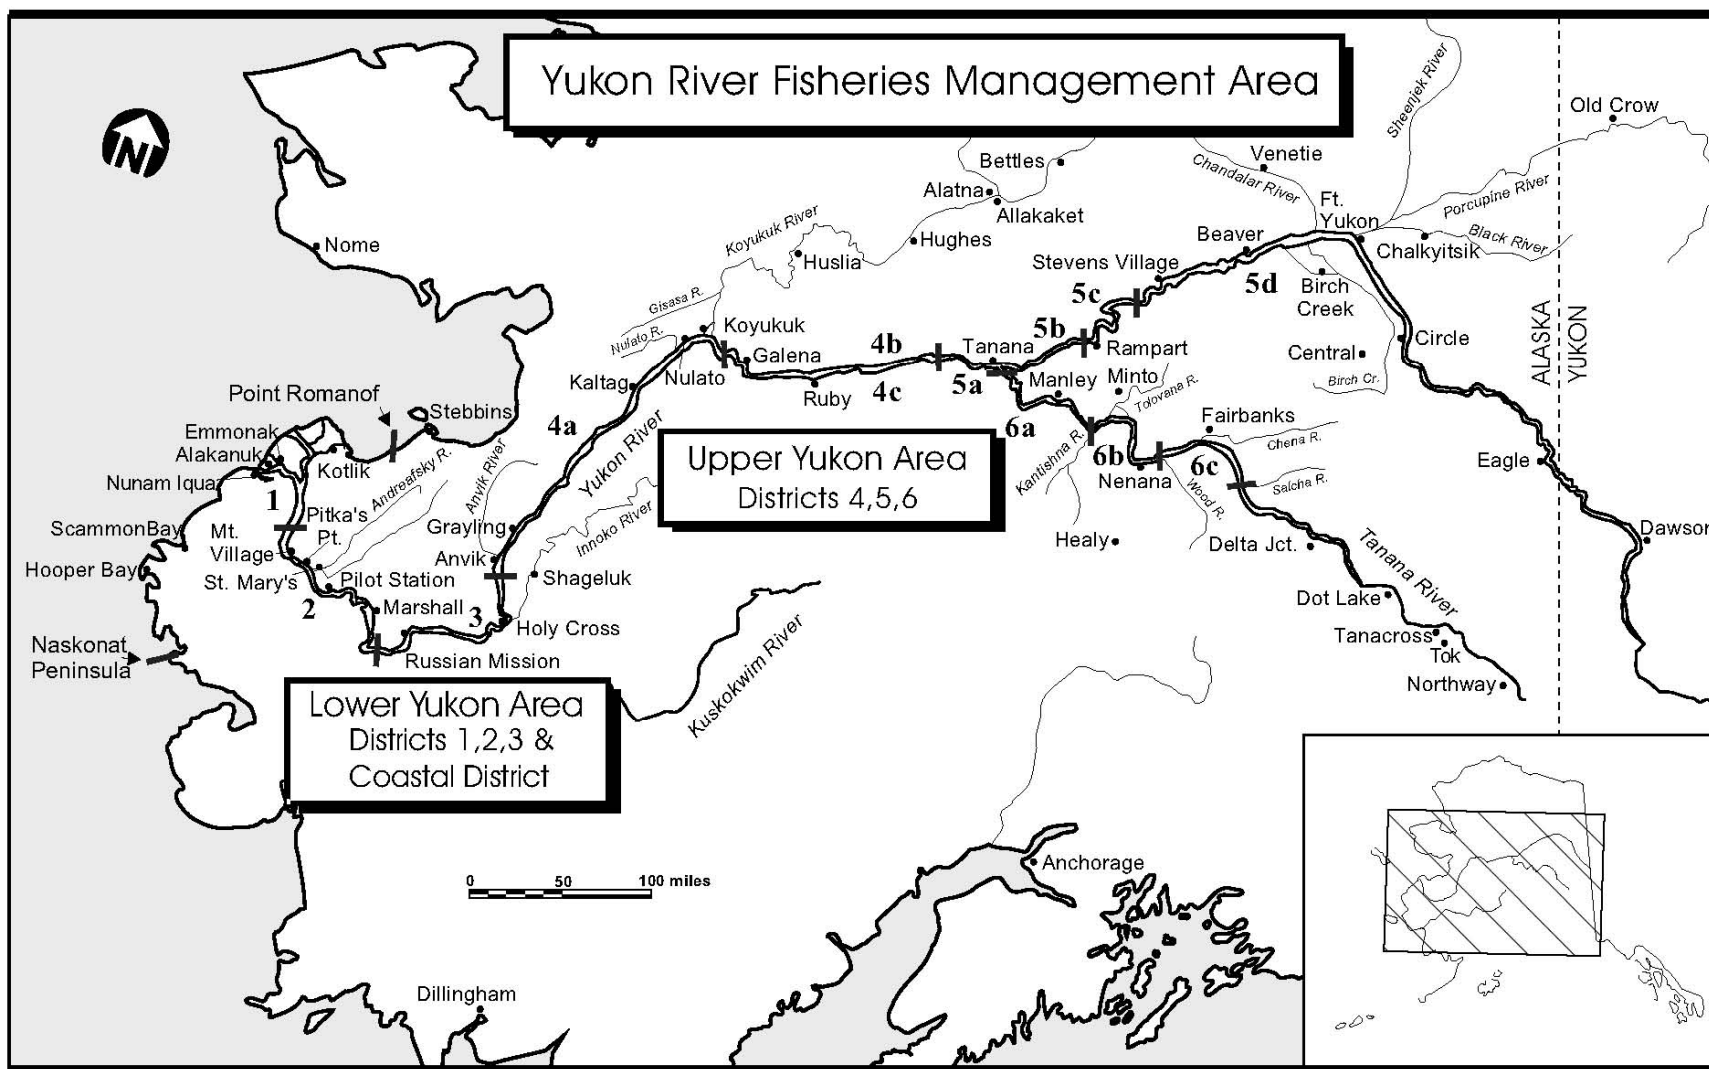 Yukon River Fisheries Management Area
Sheenjek River
Old Crow
Venetie
Chandalar River
Bettles
Alatna
Allakaket
Ft.
Yukon
Porcupine River
Black River
Chalkyitsik
Koyukuk River
Hughes
Huslia
Beaver
Stevens Village
5d
Birch
Creek
Nome
Gisasa R.
5c
Nulato R.
Koyukuk
5b
Circle
ALASKA
YUKON
Galena
4b
Tanana
Rampart
Central
Nulato
Kaltag
Ruby
4c
5a
Manley
Minto
Tolovana R.
Birch Cr.
Point Romanof
Stebbins
4a
6a
Fairbanks
Chena R.
Emmonak
Alakanuk
Kotlik
Nunam Iqua
Andreafsky R.
Anvik River
Yukon River
Upper Yukon Area
Districts 4,5,6
Kantishna R.
6b
6c
Nenana
Wood R.
Salcha R.
Eagle
1
Pitka's
Pt.
Mt.
Village
ScammonBay
Grayling
Innoko River
Healy
Delta Jct.
Tanana River
Dawson
Hooper Bay
St. Mary's
Pilot Station
Anvik
Shageluk
2
Marshall
3
Holy Cross
Dot Lake
Naskonat
Peninsula
Russian Mission
Kuskokwim River
Tanacross
Tok
Northway
Lower Yukon Area
Districts 1,2,3 &
Coastal District
0 50 100 miles
Anchorage
Dillingham
N